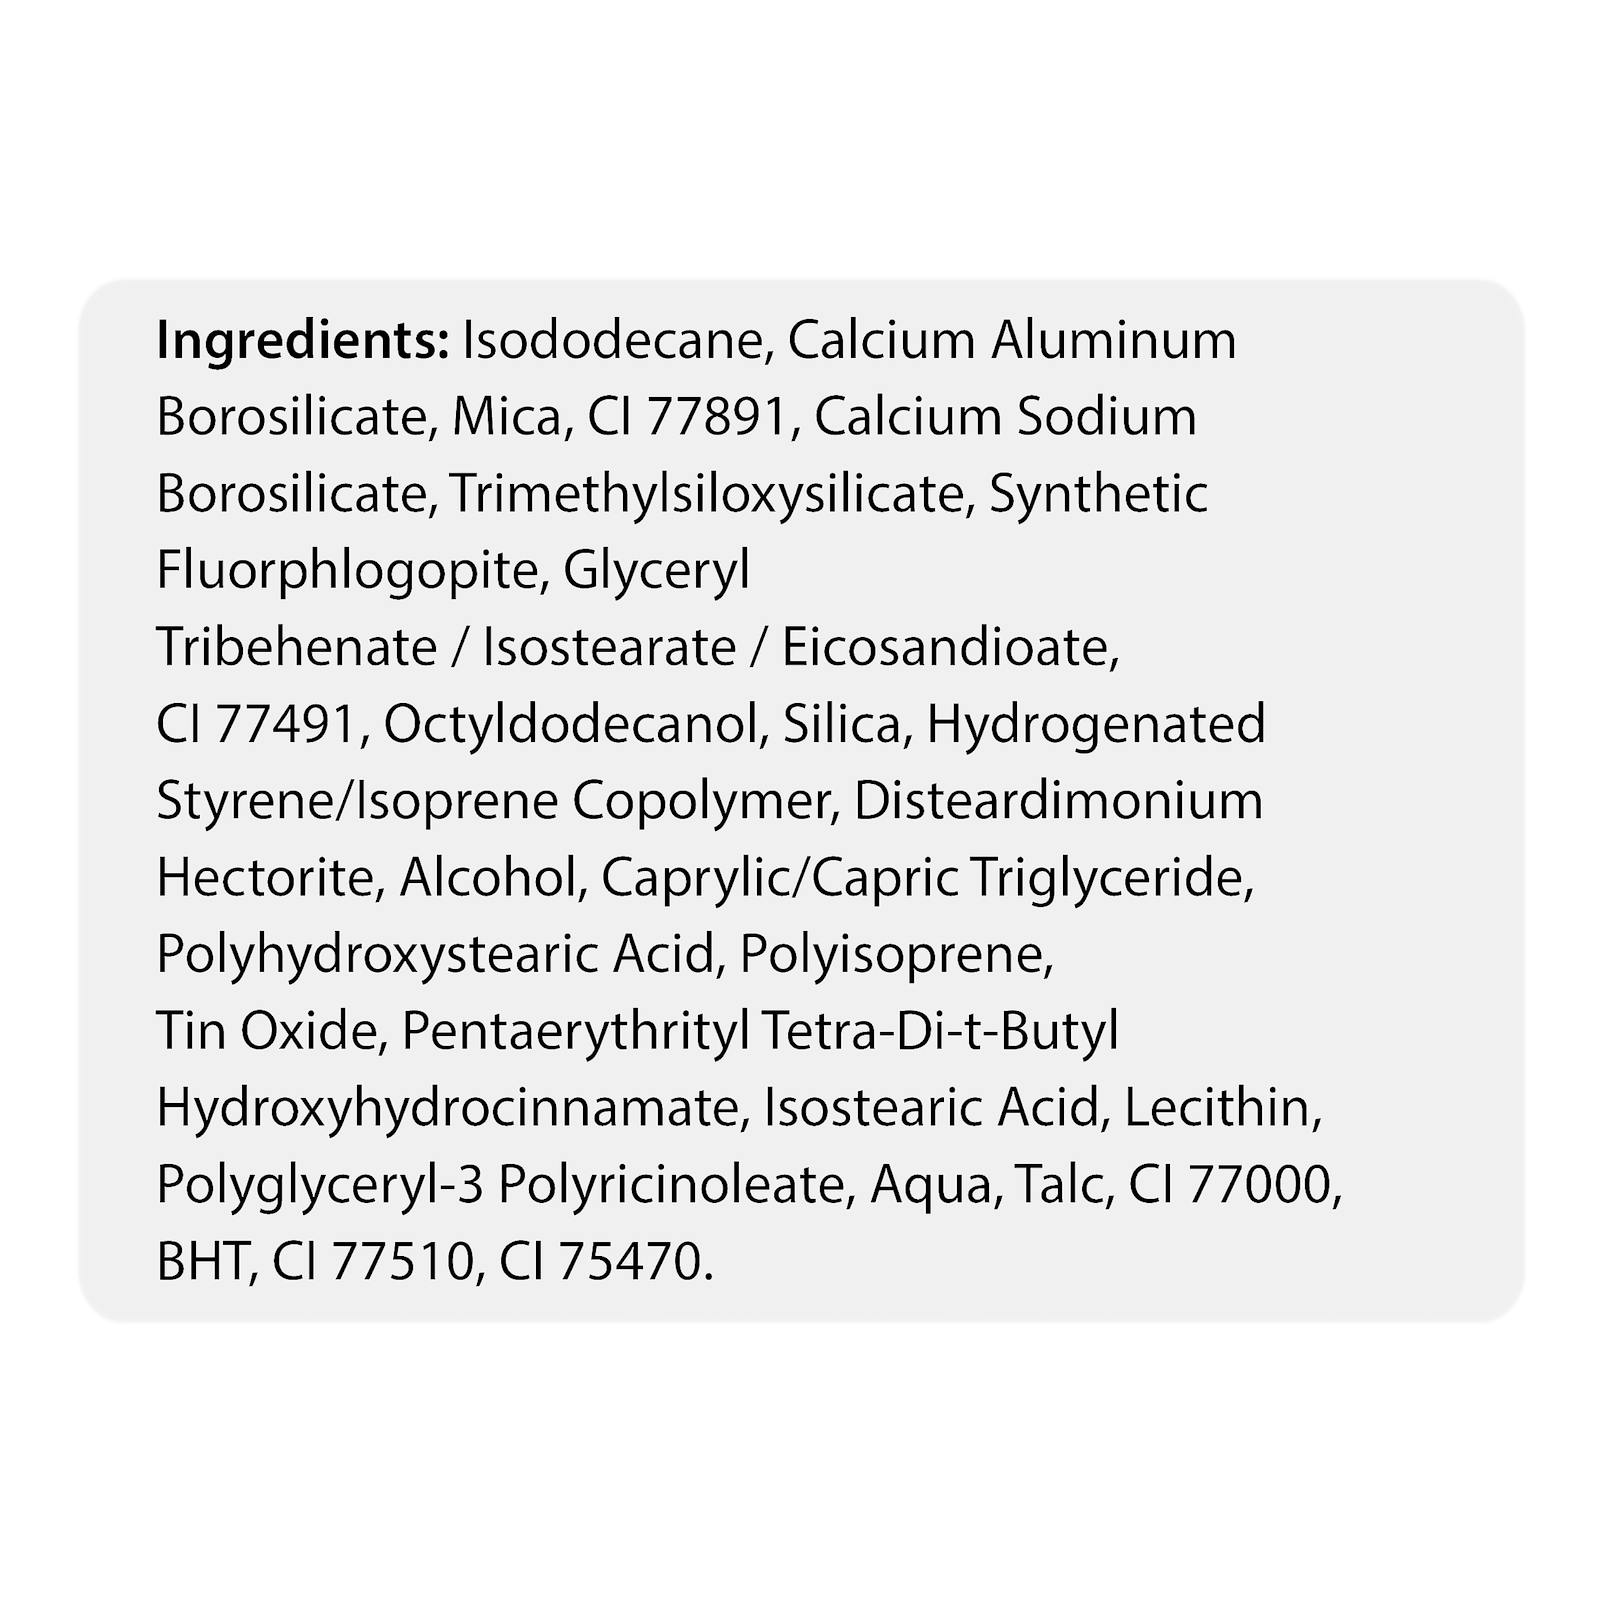 Ingredients: Isododecane, Calcium Aluminum
Borosilicate, Mica, CI 77891, Calcium Sodium
Borosilicate, Trimethylsiloxysilicate, Synthetic
Fluorphlogopite, Glyceryl
Tribehenate / Isostearate / Eicosandioate,
CI 77491, Octyldodecanol, Silica, Hydrogenated
Styrene/Isoprene Copolymer, Disteardimonium
Hectorite, Alcohol, Caprylic/Capric Triglyceride,
Polyhydroxystearic Acid, Polyisoprene,
Tin Oxide, Pentaerythrityl Tetra-Di-t-Butyl
Hydroxyhydrocinnamate, Isostearic Acid, Lecithin,
Polyglyceryl-3 Polyricinoleate, Aqua, Talc, CI 77000,
BHT, CI 77510, CI 75470.